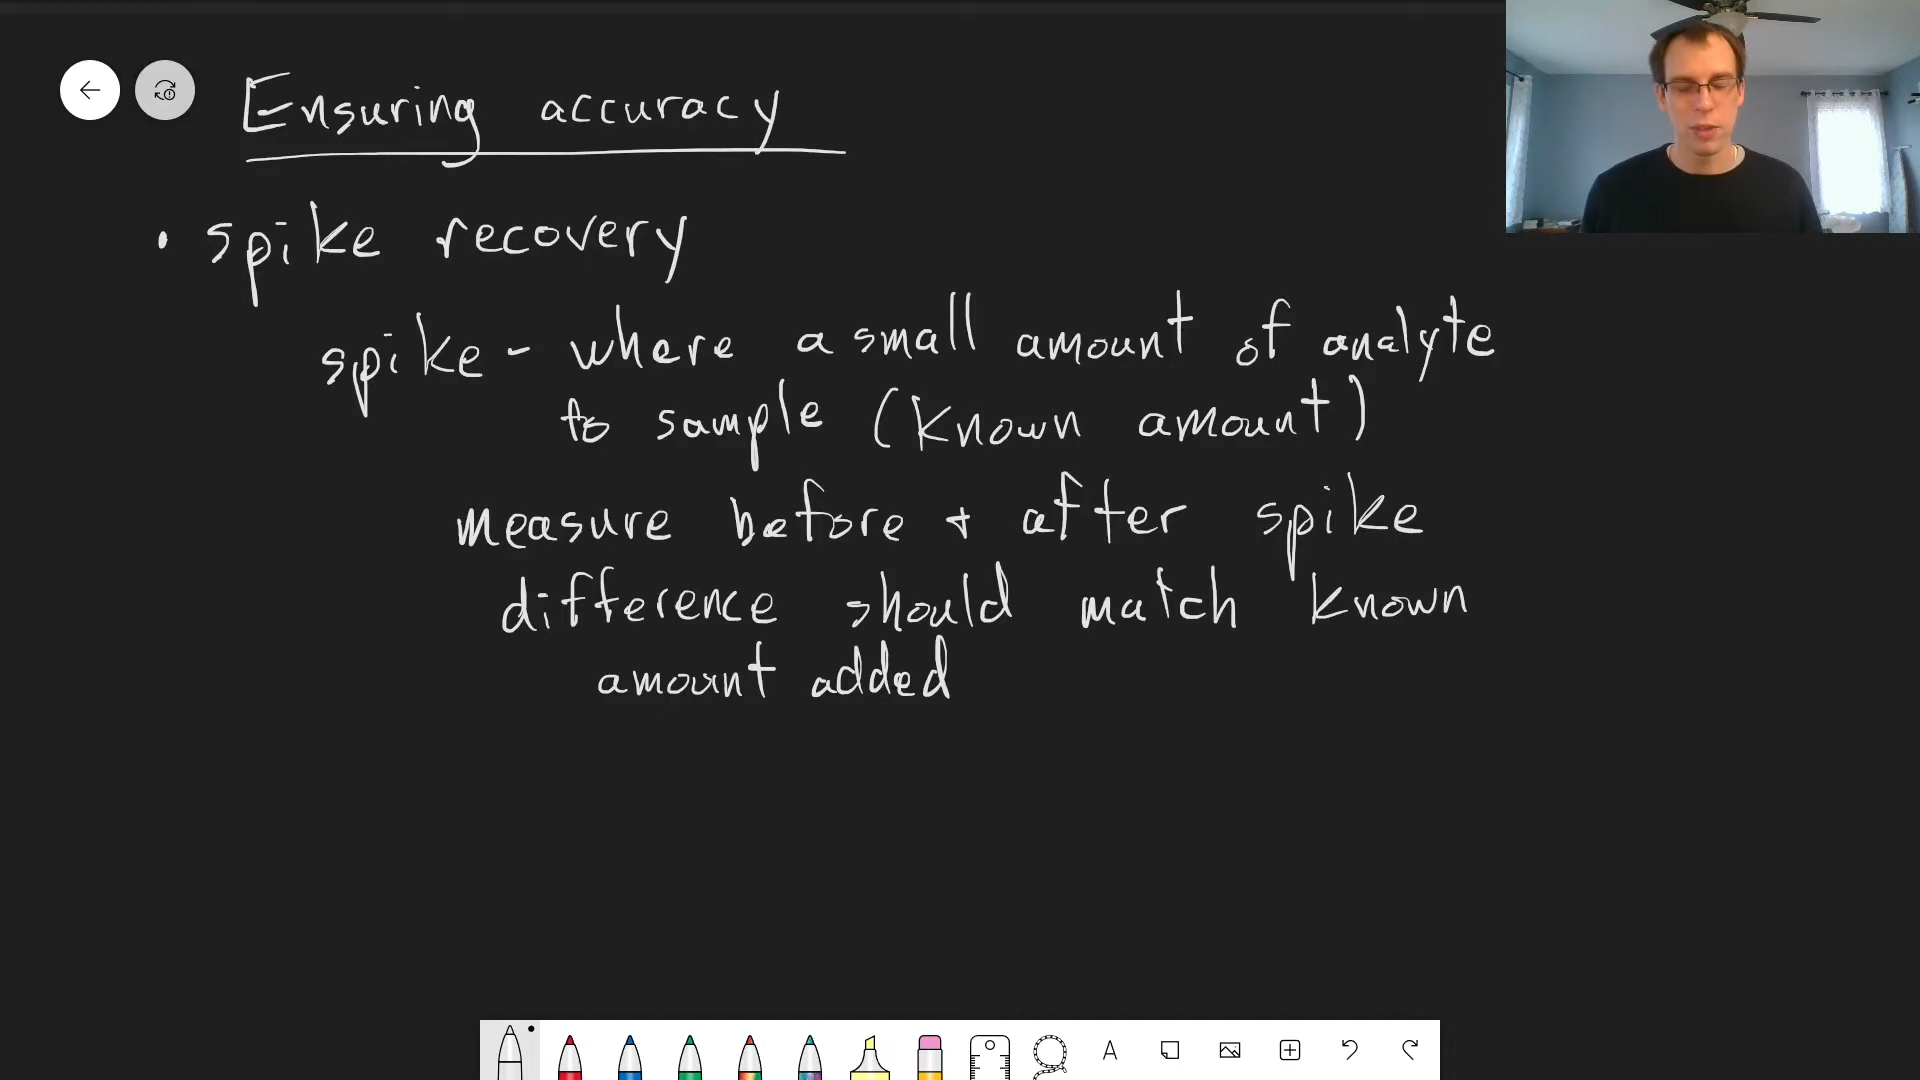 Ensuring accuracy
• spike recovery
spike - where a small amount of analyte
to sample (known amount)
measure before + after spike
difference should match known
amount added
A